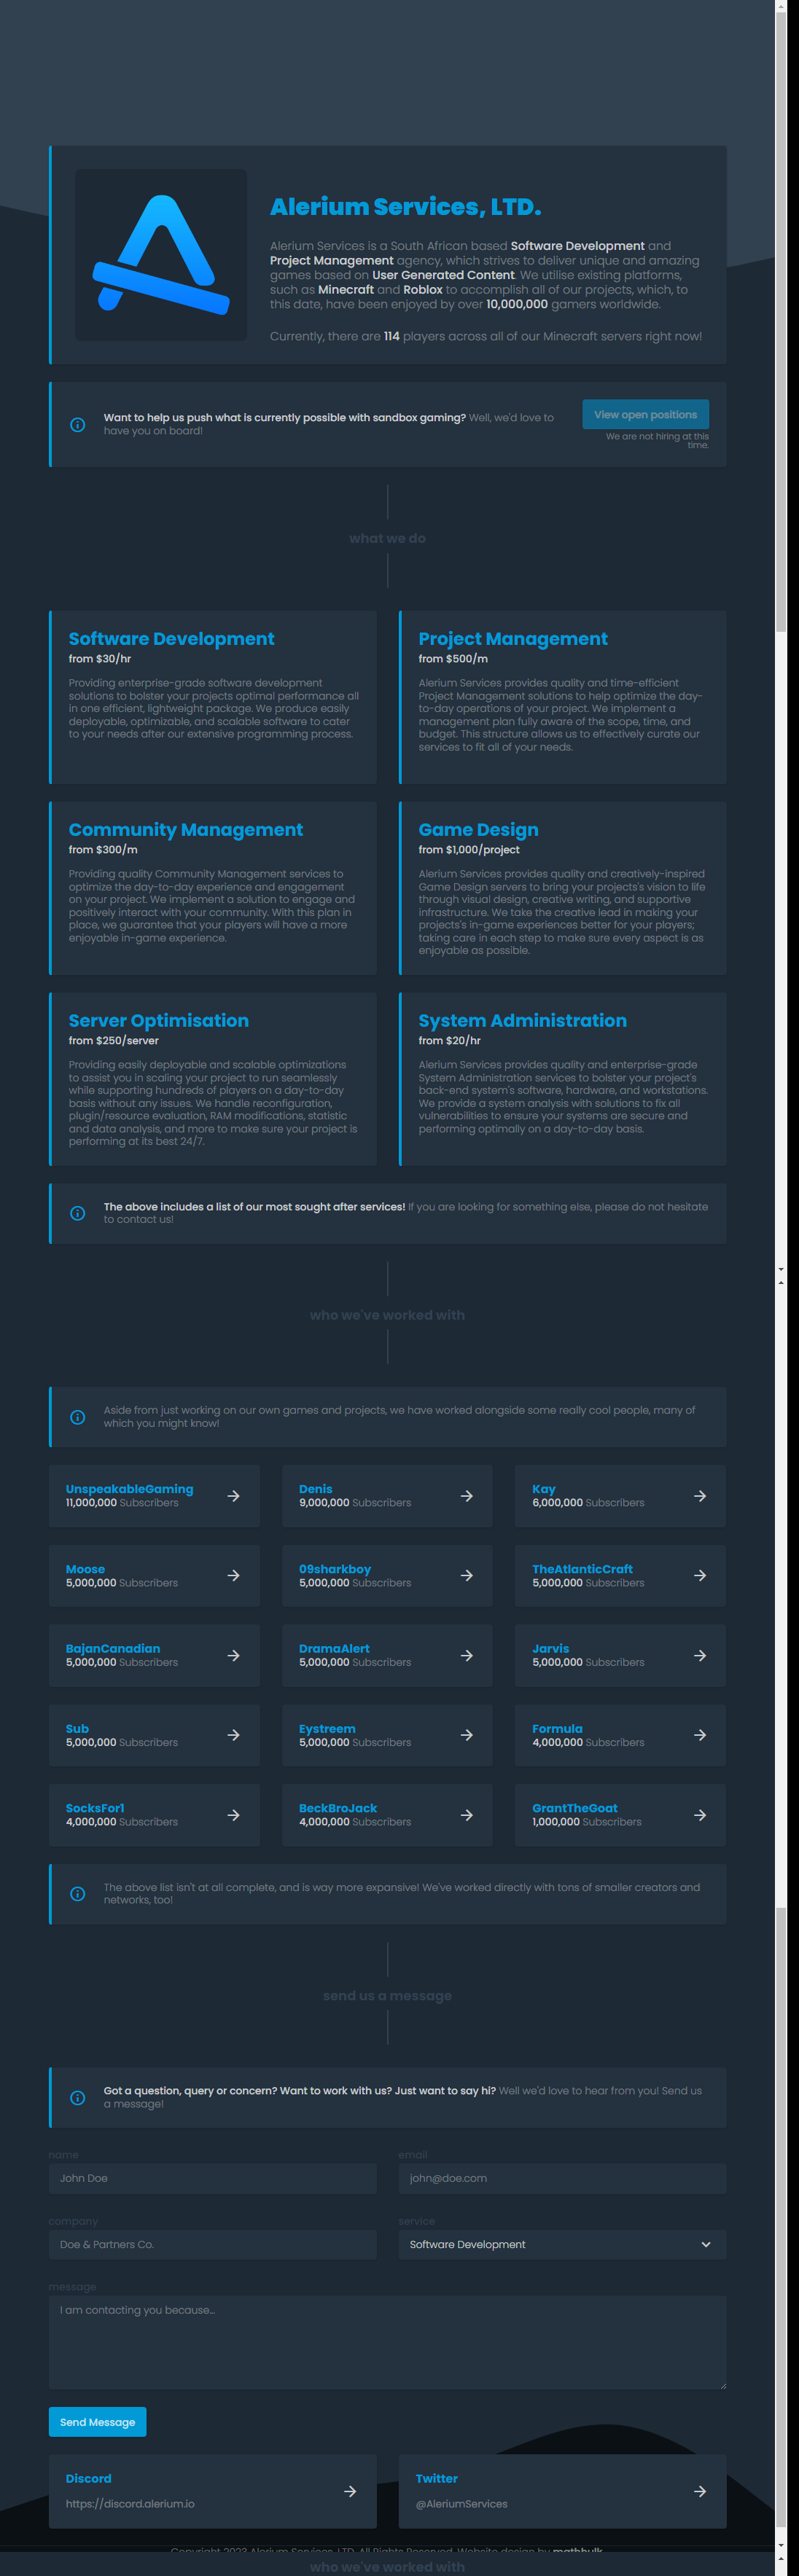 Alerium Services, LTD.
Alerium Services is a South African based Software Development and
Project Management agency, which strives to deliver unique and amazing
games based on User Generated Content. We utilise existing platforms,
such as Minecraft and Roblox to accomplish all of our projects, which, to
this date, have been enjoyed by over 10,000,000 gamers worldwide.
Currently, there are 114 players across all of our Minecraft servers right now!
Want to help us push what is currently possible with sandbox gaming? Well, we'd love to
have you on board!
View open positions
We are not hiring at this
time.
what we do
Software Development
from $30/hr
Providing enterprise-grade software development
solutions to bolster your projects optimal performance all
in one efficient, lightweight package. We produce easily
deployable, optimizable, and scalable software to cater
to your needs after our extensive programming process.
Project Management
from $500/m
Alerium Services provides quality and time-efficient
Project Management solutions to help optimize the day-
to-day operations of your project. We implement a
management plan fully aware of the scope, time, and
budget. This structure allows us to effectively curate our
services to fit all of your needs.
Community Management
from $300/m
Providing quality Community Management services to
optimize the day-to-day experience and engagement
on your project. We implement a solution to engage and
positively interact with your community. With this plan in
place, we guarantee that your players will have a more
enjoyable in-game experience.
Game Design
from $1,000/project
Alerium Services provides quality and creatively-inspired
Game Design servers to bring your projects's vision to life
through visual design, creative writing, and supportive
infrastructure. We take the creative lead in making your
projects's in-game experiences better for your players;
taking care in each step to make sure every aspect is as
enjoyable as possible.
Server Optimisation
from $250/server
Providing easily deployable and scalable optimizations
to assist you in scaling your project to run seamlessly
while supporting hundreds of players on a day-to-day
basis without any issues. We handle reconfiguration,
plugin/resource evaluation, RAM modifications, statistic
and data analysis, and more to make sure your project is
performing at its best 24/7.
System Administration
from $20/hr
Alerium Services provides quality and enterprise-grade
System Administration services to bolster your project's
back-end system's software, hardware, and workstations.
We provide a system analysis with solutions to fix all
vulnerabilities to ensure your systems are secure and
performing optimally on a day-to-day basis.
The above includes a list of our most sought after services! If you are looking for something else, please do not hesitate
to contact us!
who we've worked with
Aside from just working on our own games and projects, we have worked alongside some really cool people, many of
which you might know!
UnspeakableGaming
11,000,000 Subscribers
Denis
9,000,000 Subscribers
Kay
6,000,000 Subscribers
Moose
5,000,000 Subscribers
09sharkboy
5,000,000 Subscribers
TheAtlanticCraft
5,000,000 Subscribers
BajanCanadian
5,000,000 Subscribers
DramaAlert
5,000,000 Subscribers
Jarvis
5,000,000 Subscribers
Sub
5,000,000 Subscribers
Eystreem
5,000,000 Subscribers
Formula
4,000,000 Subscribers
SocksFor1
4,000,000 Subscribers
BeckBroJack
4,000,000 Subscribers
GrantTheGoat
1,000,000 Subscribers
The above list isn't at all complete, and is way more expansive! We've worked directly with tons of smaller creators and
networks, too!
send us a message
Got a question, query or concern? Want to work with us? Just want to say hi? Well we'd love to hear from you! Send us
a message!
name
John Doe
email
john@doe.com
company
Doe & Partners Co.
service
Software Development
message
I am contacting you because...
Send Message
Discord
https://discord.alerium.io
Twitter
@AleriumServices
Copyright 2023 Alerium Services, LTD. All Rights Reserved. Website design by mathhulk.
who we've worked with